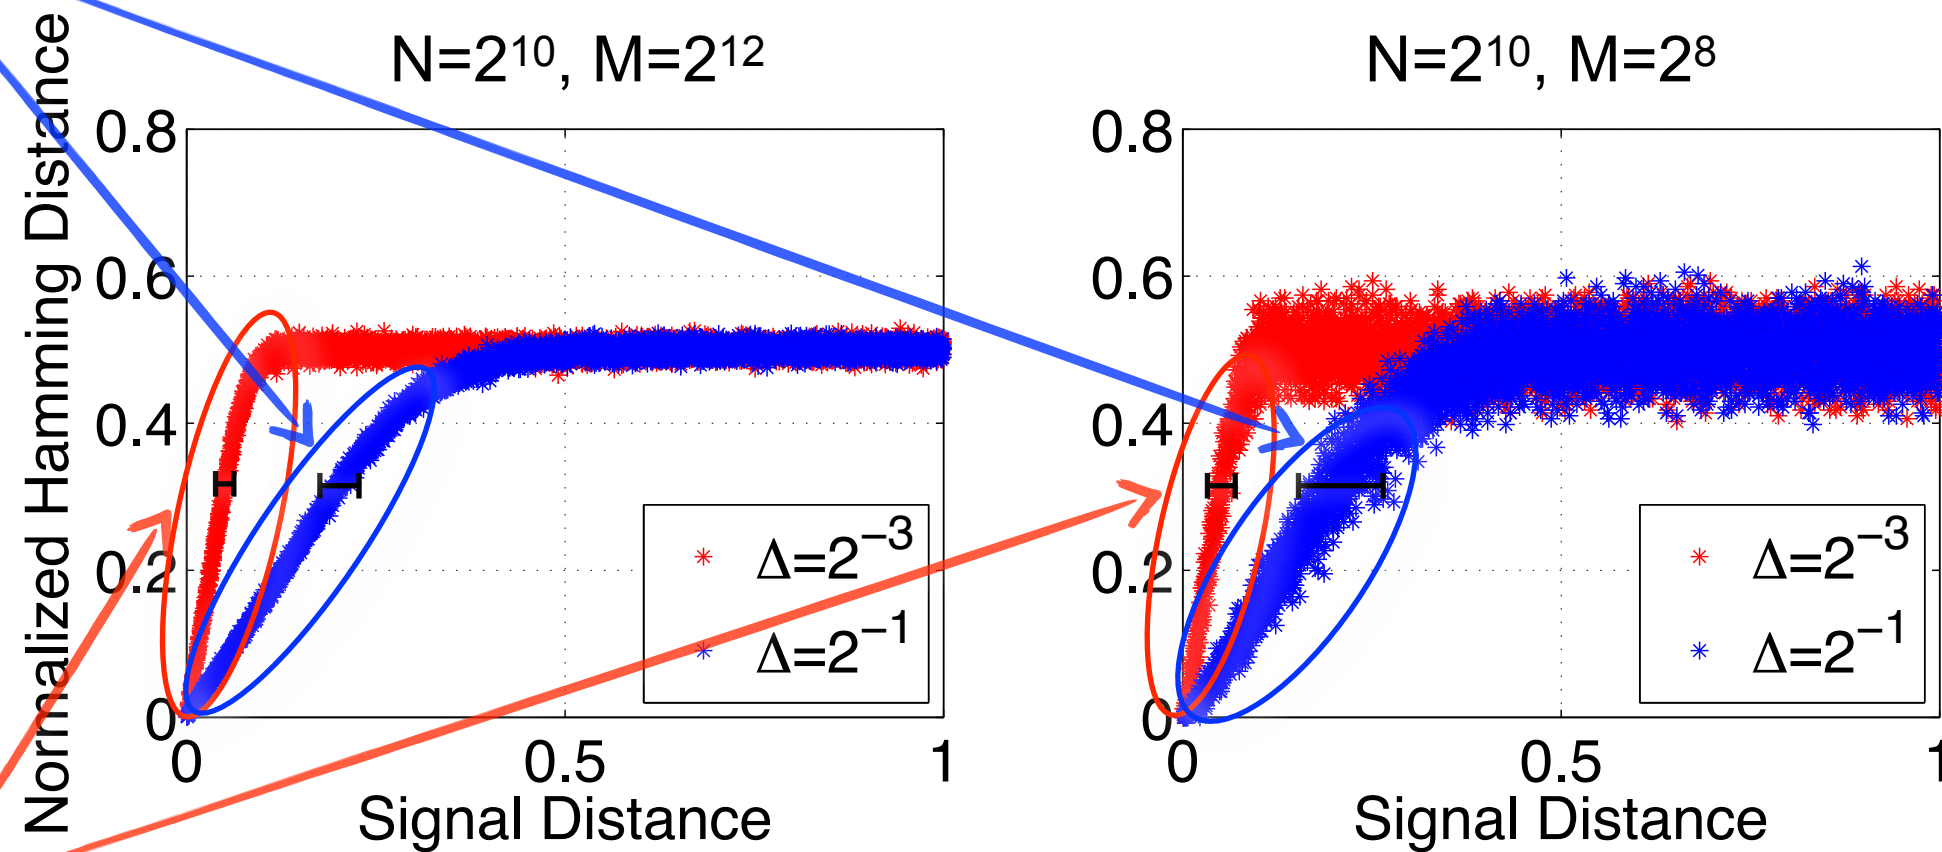 N=2¹⁰, M=2¹²
Normalized Hamming Distance
0.8
0.6
0.4
0.2
0
0
0.5
1
Signal Distance
Δ=2⁻³
Δ=2⁻¹
N=2¹⁰, M=2⁸
0.8
0.6
0.4
0.2
0
0
0.5
1
Signal Distance
Δ=2⁻³
Δ=2⁻¹